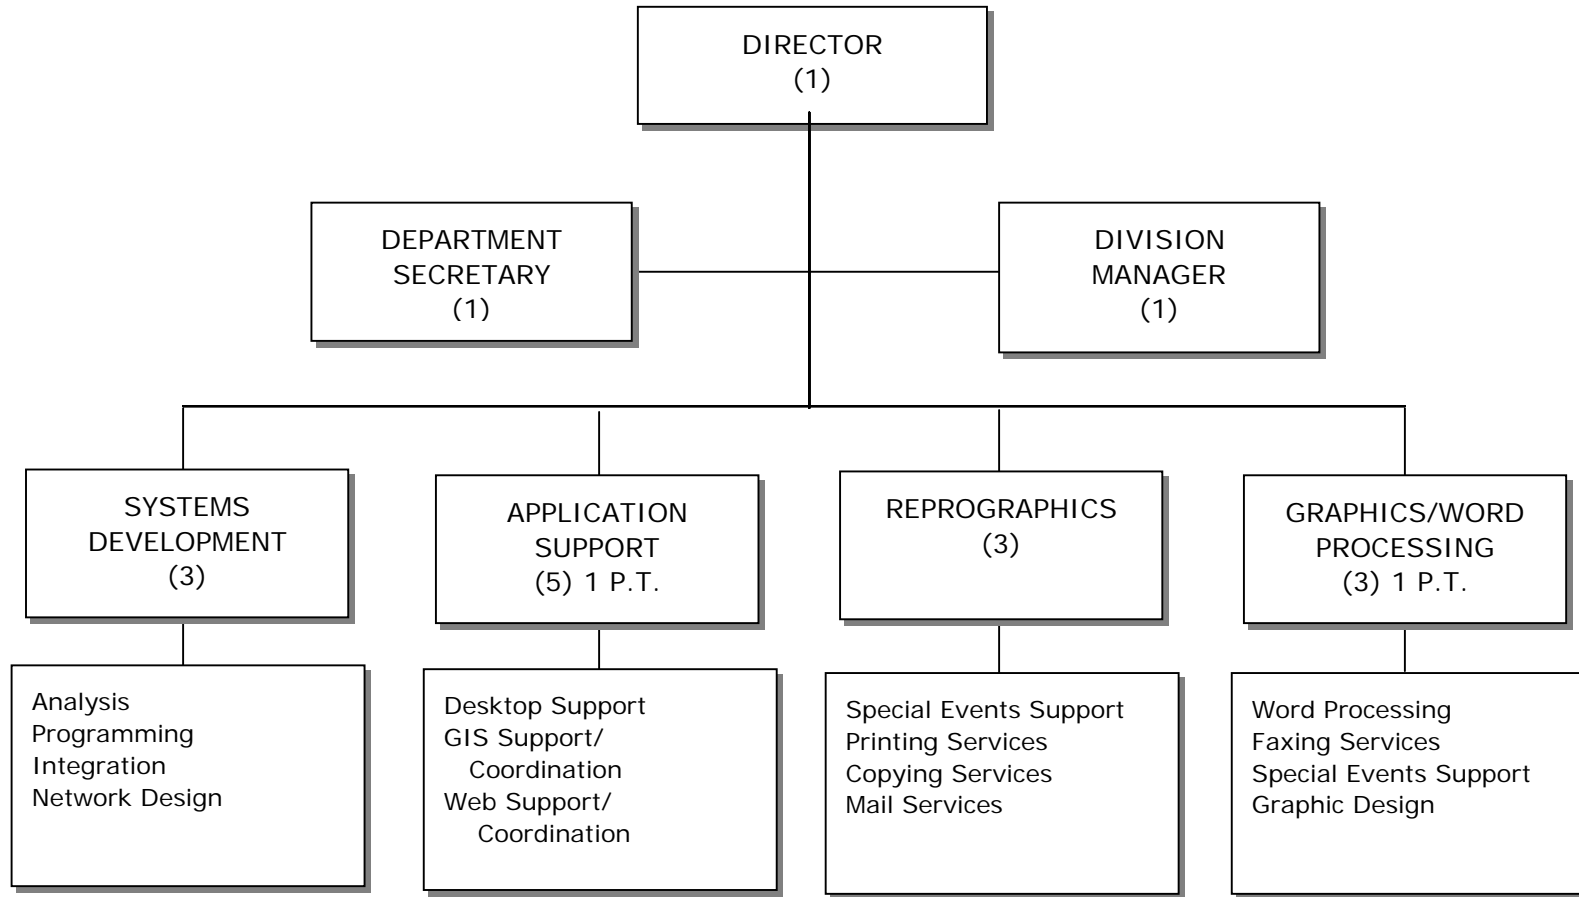 DIRECTOR
(1)
DEPARTMENT
SECRETARY
(1)
DIVISION
MANAGER
(1)
SYSTEMS
DEVELOPMENT
(3)
APPLICATION
SUPPORT
(5) 1 P.T.
REPROGRAPHICS
(3)
GRAPHICS/WORD
PROCESSING
(3) 1 P.T.
Analysis
Programming
Integration
Network Design
Desktop Support
GIS Support/
Coordination
Web Support/
Coordination
Special Events Support
Printing Services
Copying Services
Mail Services
Word Processing
Faxing Services
Special Events Support
Graphic Design